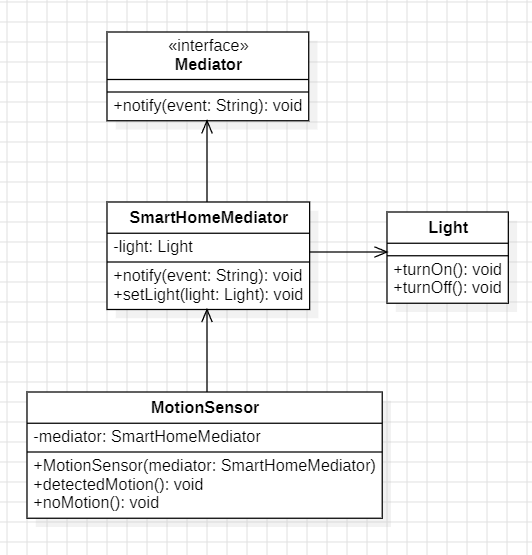 «interface»
Mediator
+notify(event: String): void
SmartHomeMediator
-light: Light
+notify(event: String): void
+setLight(light: Light): void
Light
+turnOn(): void
+turnOff(): void
MotionSensor
-mediator: SmartHomeMediator
+MotionSensor(mediator: SmartHomeMediator)
+detectedMotion(): void
+noMotion(): void